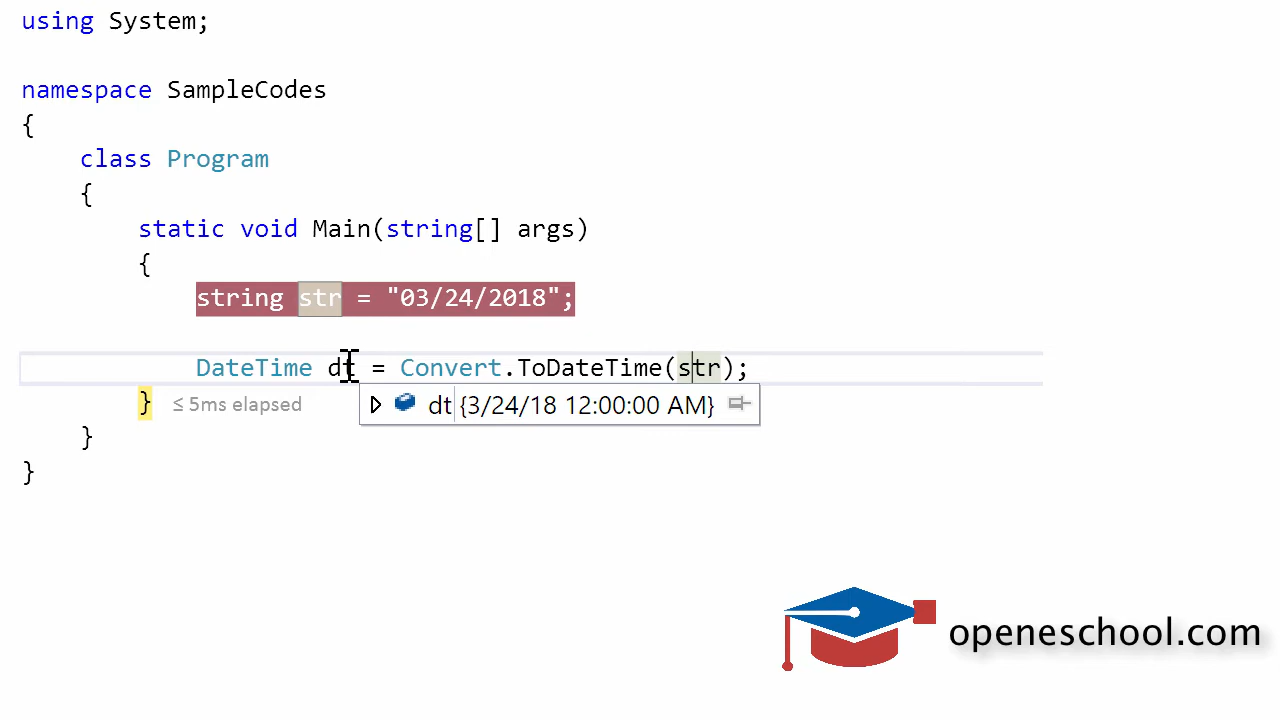 using System;
namespace SampleCodes
{
class Program
{
static void Main(string[] args)
{
string str = "03/24/2018";
DateTime dt = Convert.ToDateTime(str);
} ≤ 5ms elapsed
dt {3/24/18 12:00:00 AM}
}
}
openeschool.com